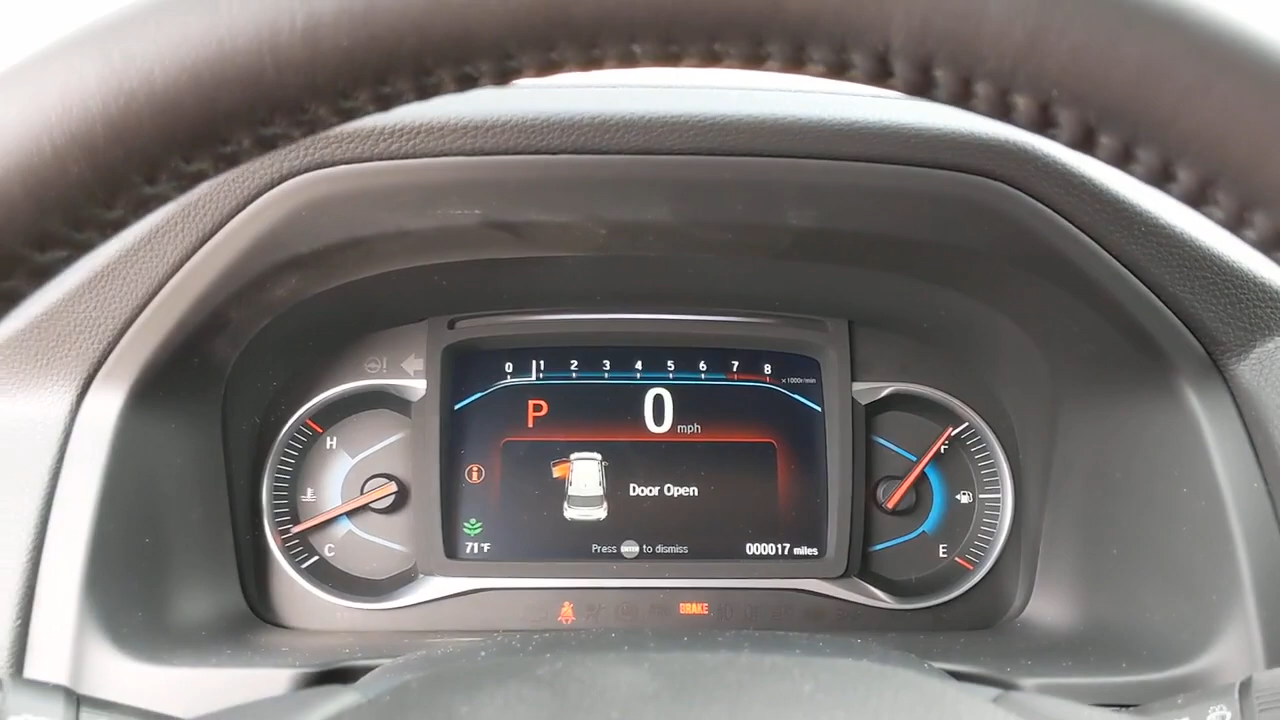 0 1 2 3 4 5 6 7 8
x1000r/min
P 0 mph
H
F
Door Open
C
E
71°F
Press ENTER to dismiss
000017 miles
BRAKE